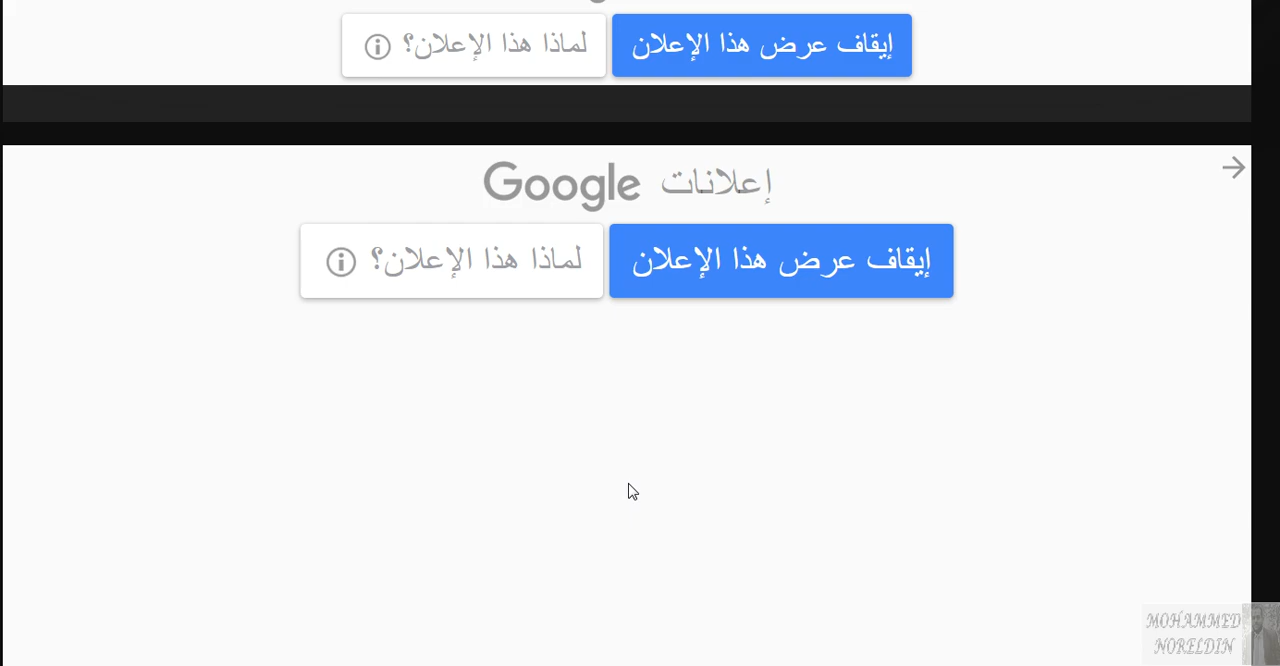 إيقاف عرض هذا الإعلان لماذا هذا الإعلان؟
إعلانات Google
إيقاف عرض هذا الإعلان لماذا هذا الإعلان؟
MOHAMMED
NORELDIN